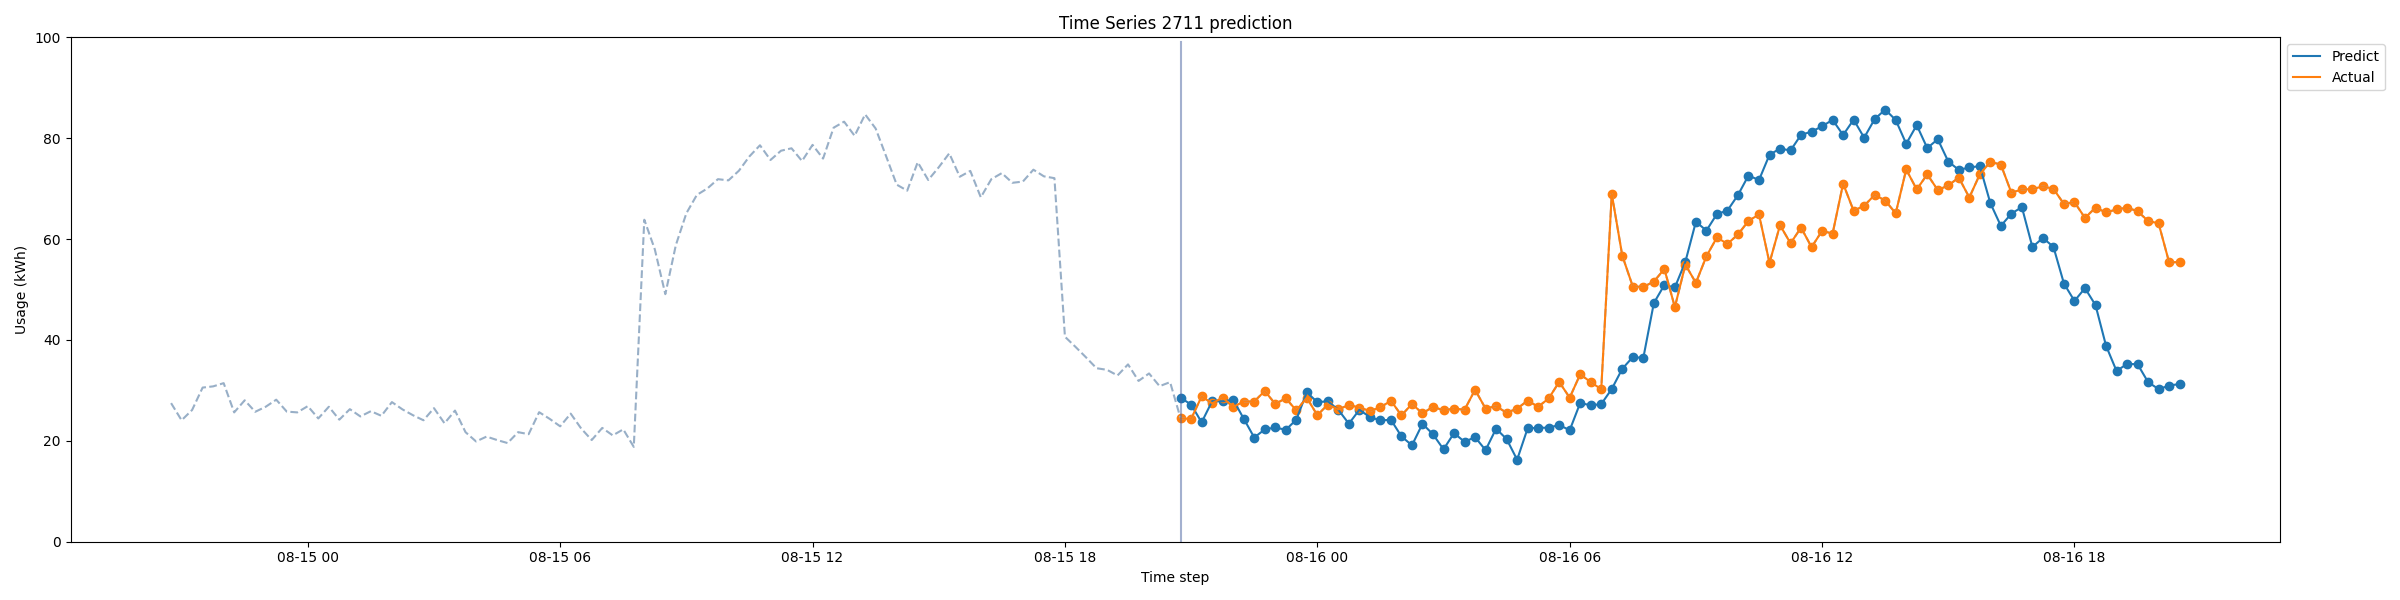 Time Series 2711 prediction
Predict
Actual
Usage (kWh)
100
80
60
40
20
0
08-15 00
08-15 06
08-15 12
08-15 18
08-16 00
08-16 06
08-16 12
08-16 18
Time step